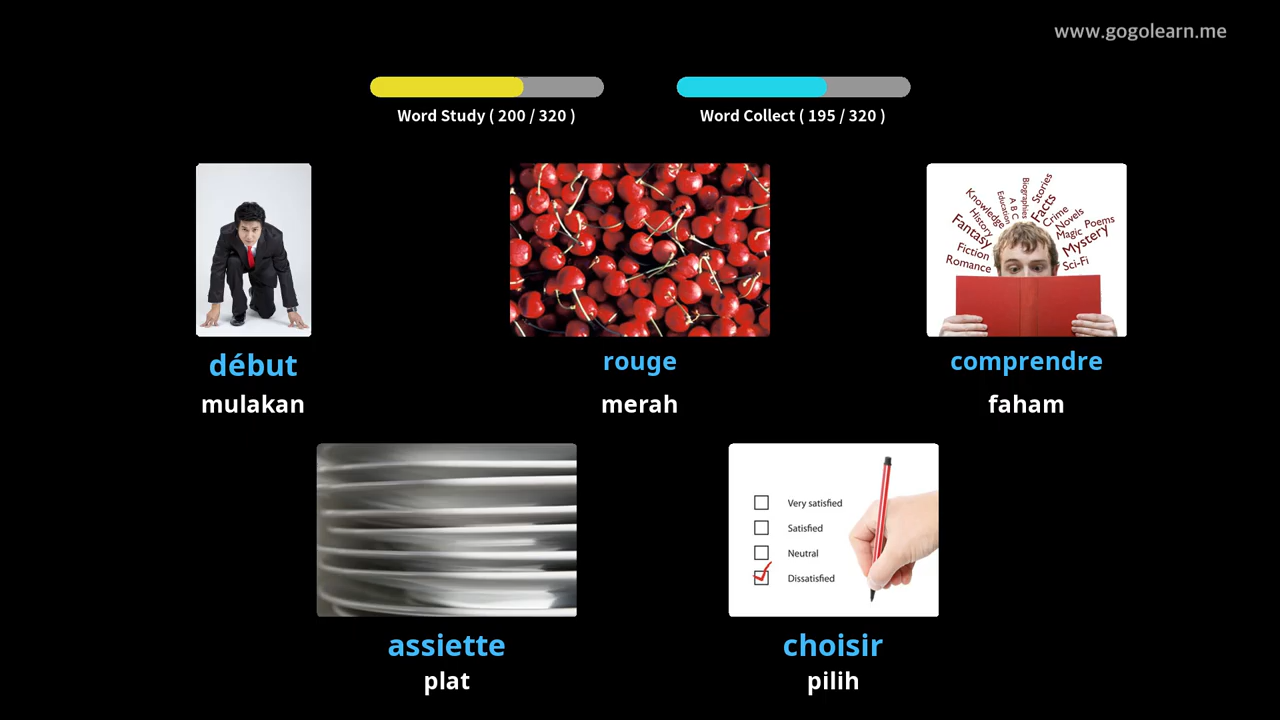 www.gogolearn.me
Word Study ( 200 / 320 )
Word Collect ( 195 / 320 )
Knowledge
History
Fantasy
Fiction
Romance
Education
A B C
Biographies
Stories
Facts
Crime
Novels
Magic
Poems
Mystery
Sci-Fi
début
rouge
comprendre
mulakan
merah
faham
Very satisfied
Satisfied
Neutral
Dissatisfied
assiette
choisir
plat
pilih